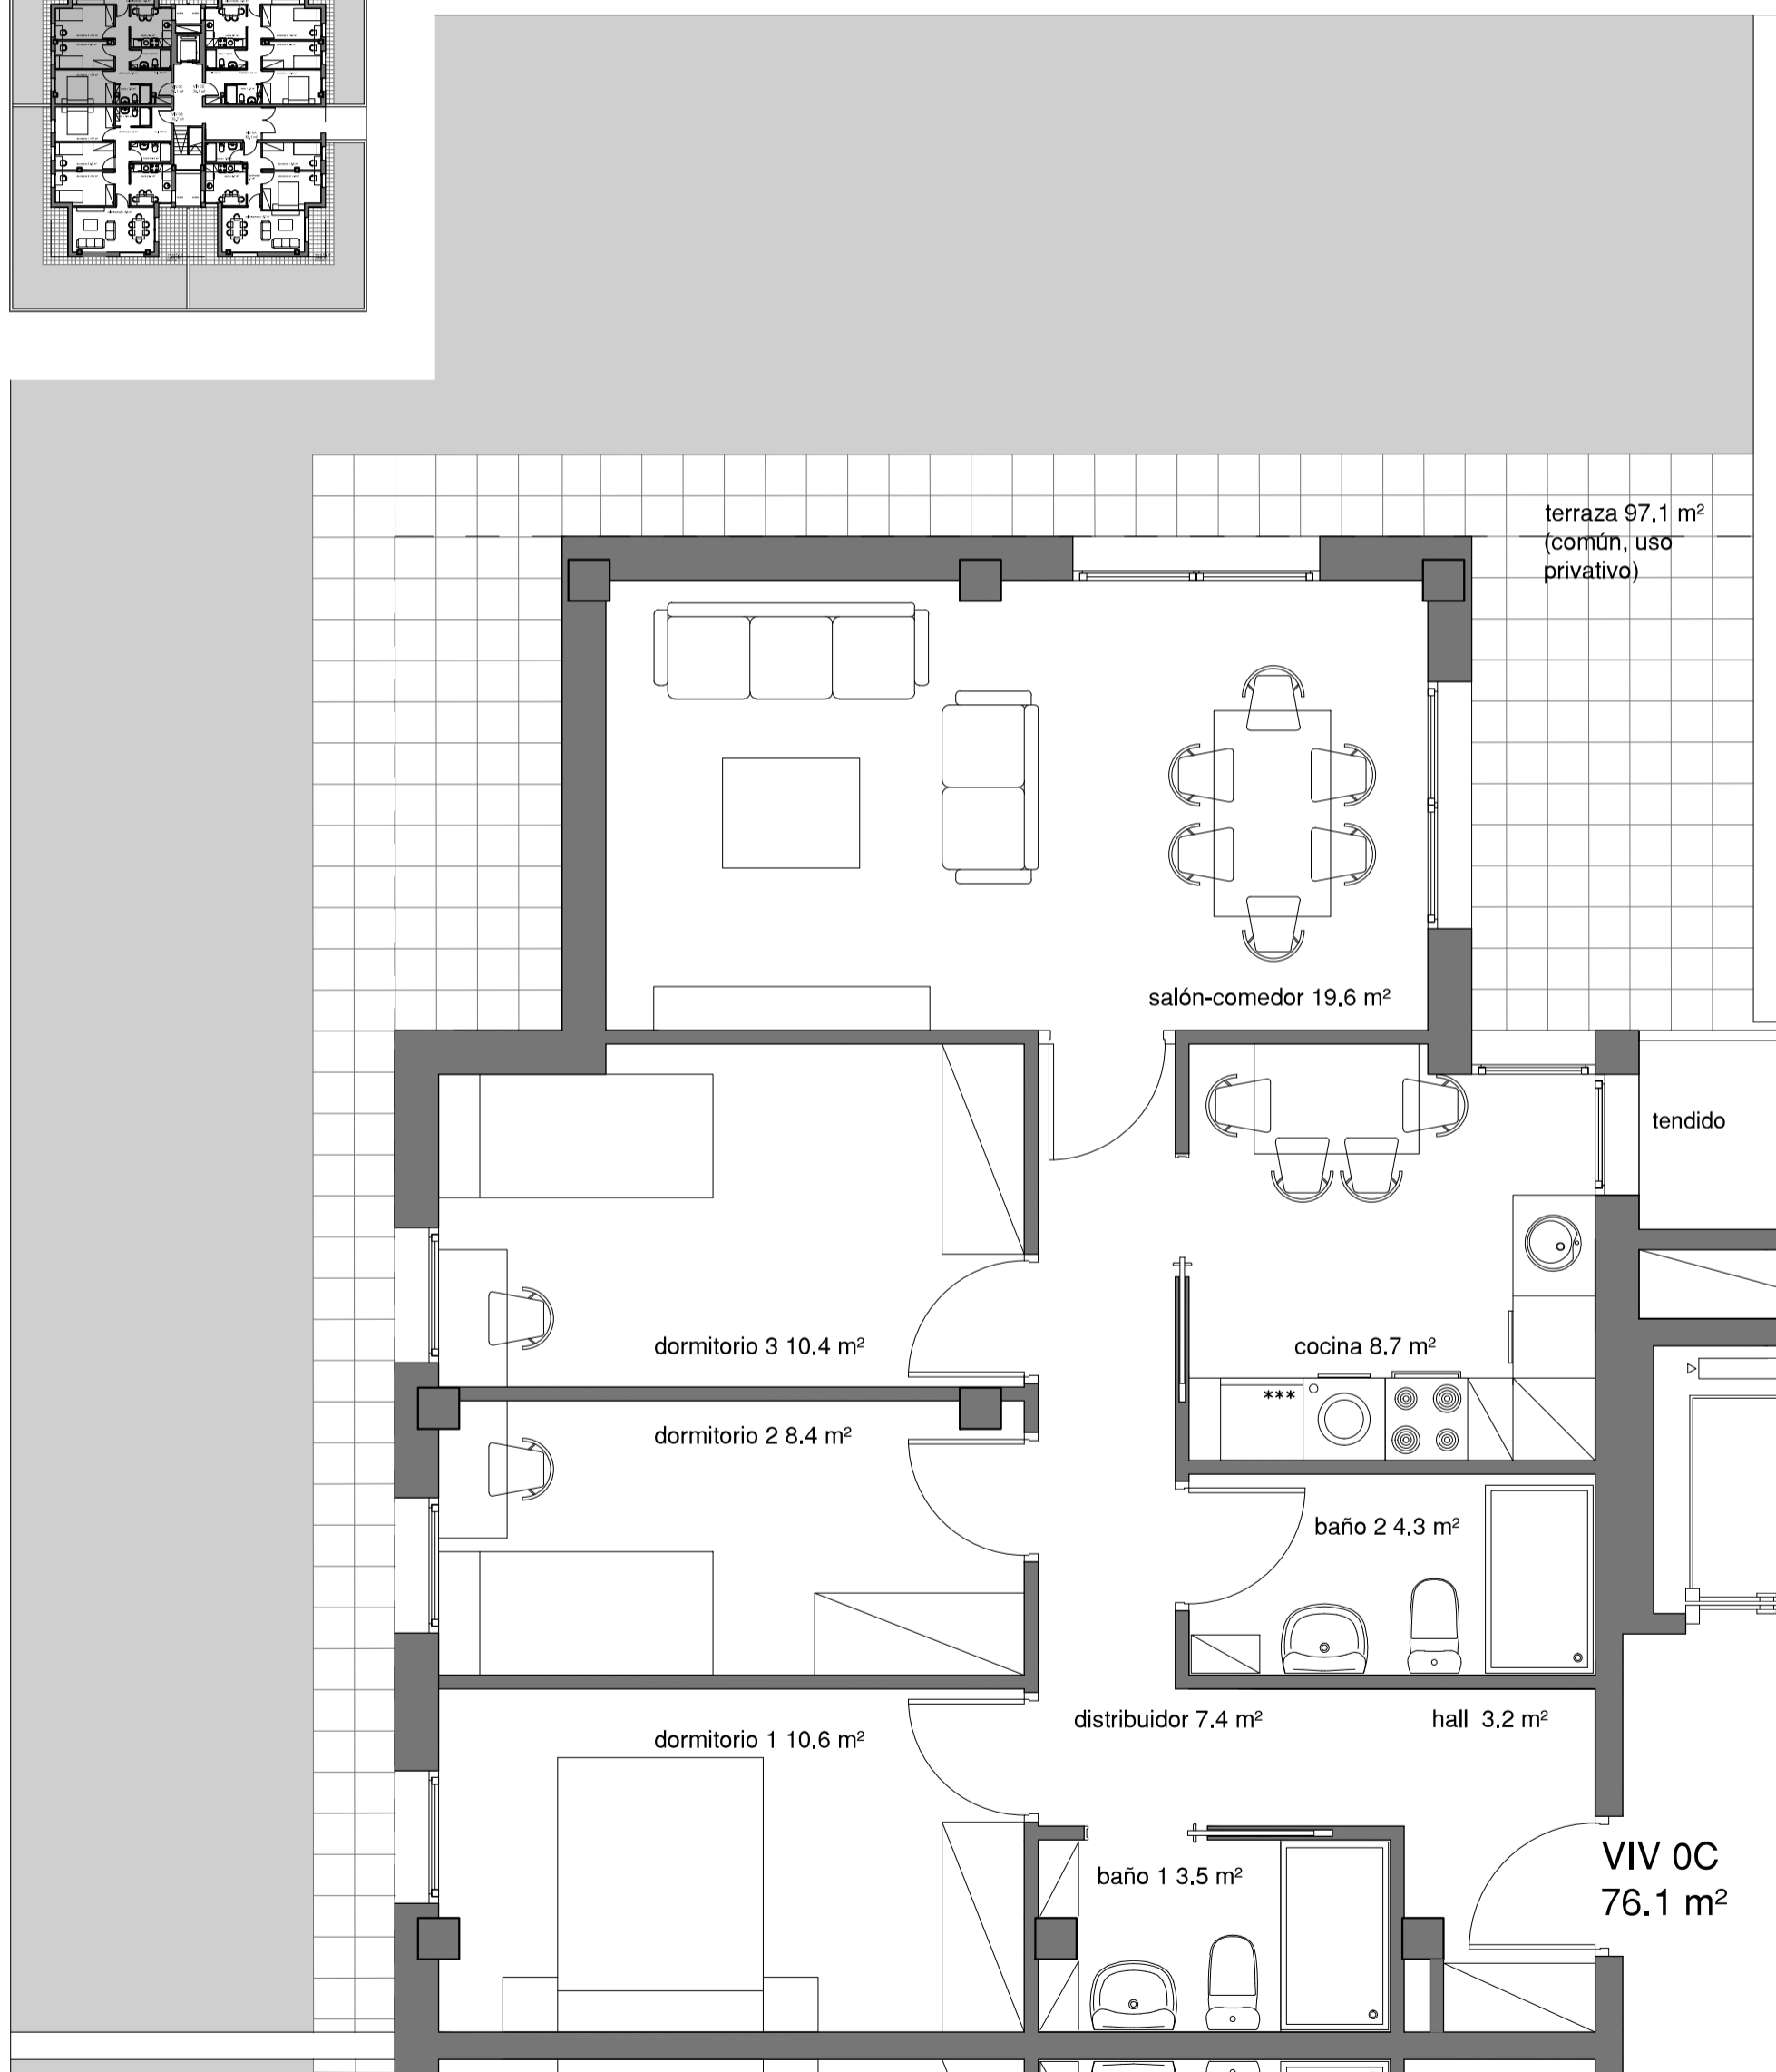 terraza 97.1 m²
(común, uso
privativo)
salón-comedor 19.6 m²
tendido
dormitorio 3 10.4 m²
cocina 8.7 m²
***
dormitorio 2 8.4 m²
baño 2 4.3 m²
distribuidor 7.4 m²
hall 3.2 m²
dormitorio 1 10.6 m²
baño 1 3.5 m²
VIV 0C
76.1 m²